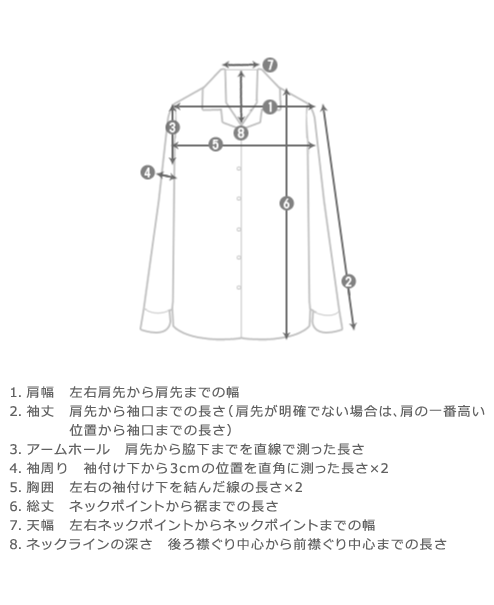 7
1
3
8
5
4
6
2
1. 肩幅　左右肩先から肩先までの幅
2. 袖丈　肩先から袖口までの長さ（肩先が明確でない場合は、肩の一番高い
位置から袖口までの長さ）
3. アームホール　肩先から脇下までを直線で測った長さ
4. 袖周り　袖付け下から3cmの位置を直角に測った長さ×2
5. 胸囲　左右の袖付け下を結んだ線の長さ×2
6. 総丈　ネックポイントから裾までの長さ
7. 天幅　左右ネックポイントからネックポイントまでの幅
8. ネックラインの深さ　後ろ襟ぐり中心から前襟ぐり中心までの長さ